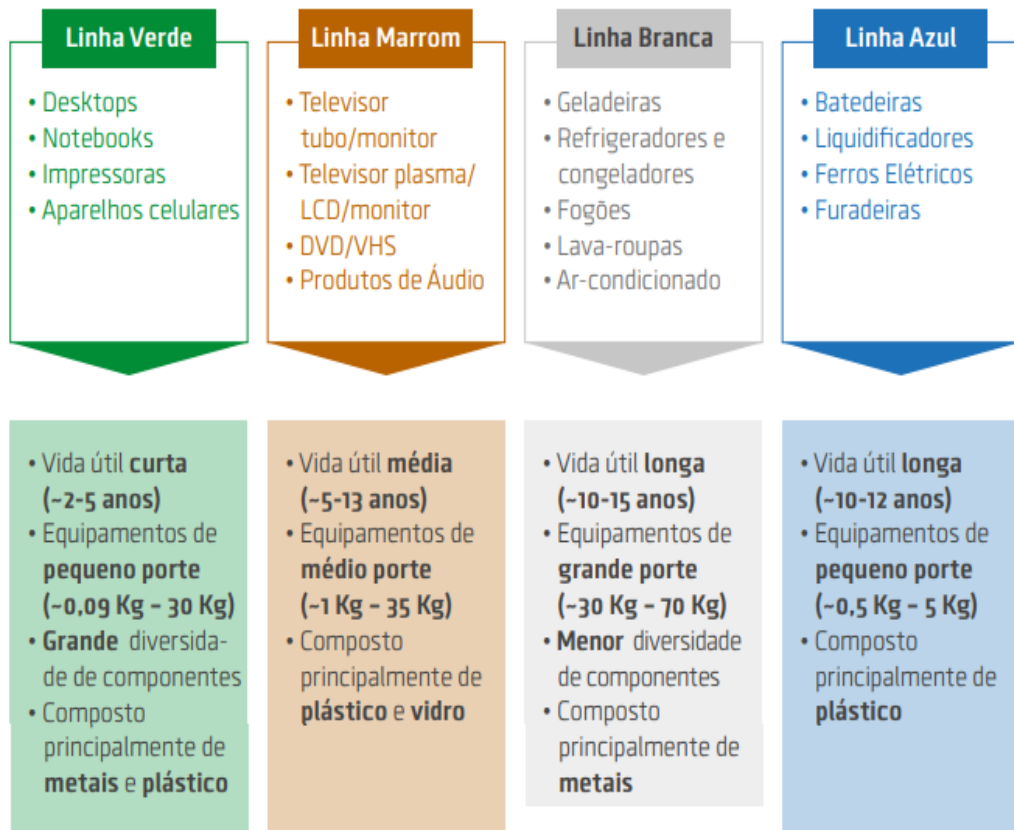 Linha Verde
• Desktops
• Notebooks
• Impressoras
• Aparelhos celulares
Linha Marrom
• Televisor
tubo/monitor
• Televisor plasma/
LCD/monitor
• DVD/VHS
• Produtos de Áudio
Linha Branca
• Geladeiras
• Refrigeradores e
congeladores
• Fogões
• Lava-roupas
• Ar-condicionado
Linha Azul
• Batedeiras
• Liquidificadores
• Ferros Elétricos
• Furadeiras
• Vida útil curta
(~2-5 anos)
• Equipamentos de
pequeno porte
(~0,09 Kg – 30 Kg)
• Grande diversida-
de de componentes
• Composto
principalmente de
metais e plástico
• Vida útil média
(~5-13 anos)
• Equipamentos de
médio porte
(~1 Kg – 35 Kg)
• Composto
principalmente de
plástico e vidro
• Vida útil longa
(~10-15 anos)
• Equipamentos de
grande porte
(~30 Kg – 70 Kg)
• Menor diversidade
de componentes
• Composto
principalmente de
metais
• Vida útil longa
(~10-12 anos)
• Equipamentos de
pequeno porte
(~0,5 Kg – 5 Kg)
• Composto
principalmente de
plástico